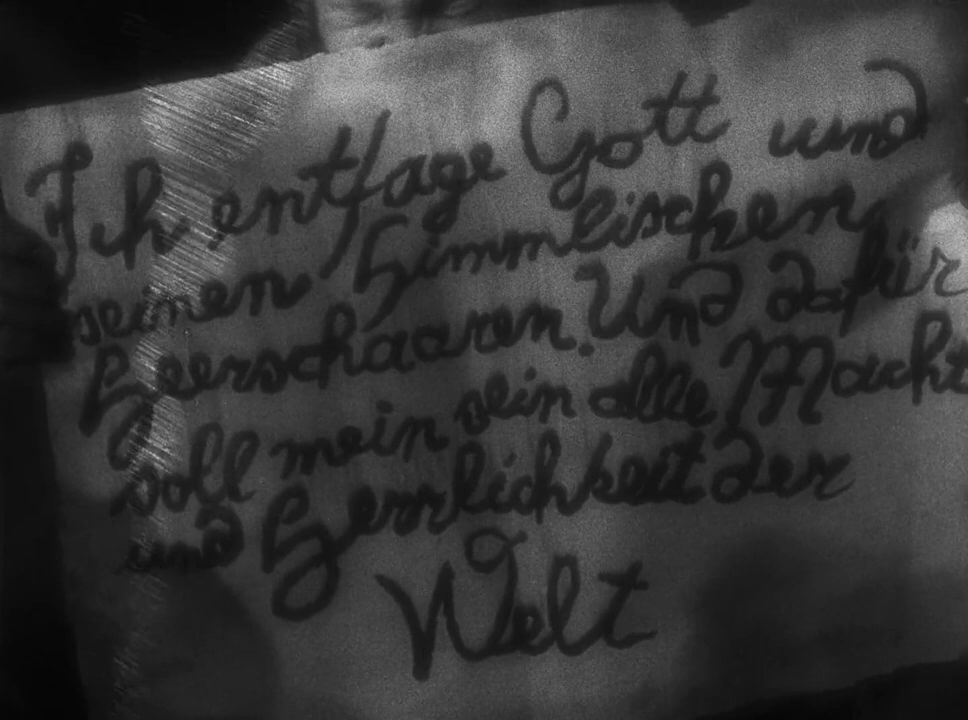 Ich entſage Gott und
seinen himmlischen
Heerschaaren. Und dafür
soll mein sein alle Macht
und Herrlichkeit der
Welt